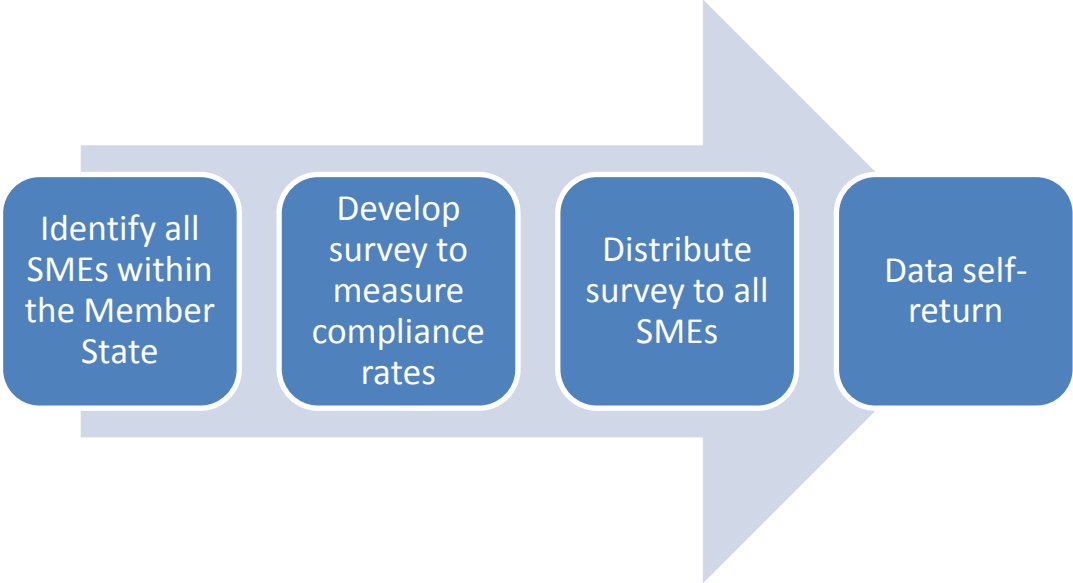 Identify all
SMEs within
the Member
State
Develop
survey to
measure
compliance
rates
Distribute
survey to all
SMEs
Data self-
return